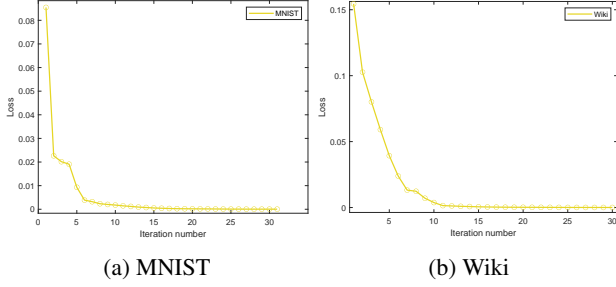 MNIST
0.08
0.07
0.06
0.05
0.04
0.03
0.02
0.01
0
Loss
0 5 10 15 20 25 30
Iteration number
(a) MNIST
Wiki
0.15
0.1
0.05
0
Loss
5 10 15 20 25 30
Iteration number
(b) Wiki